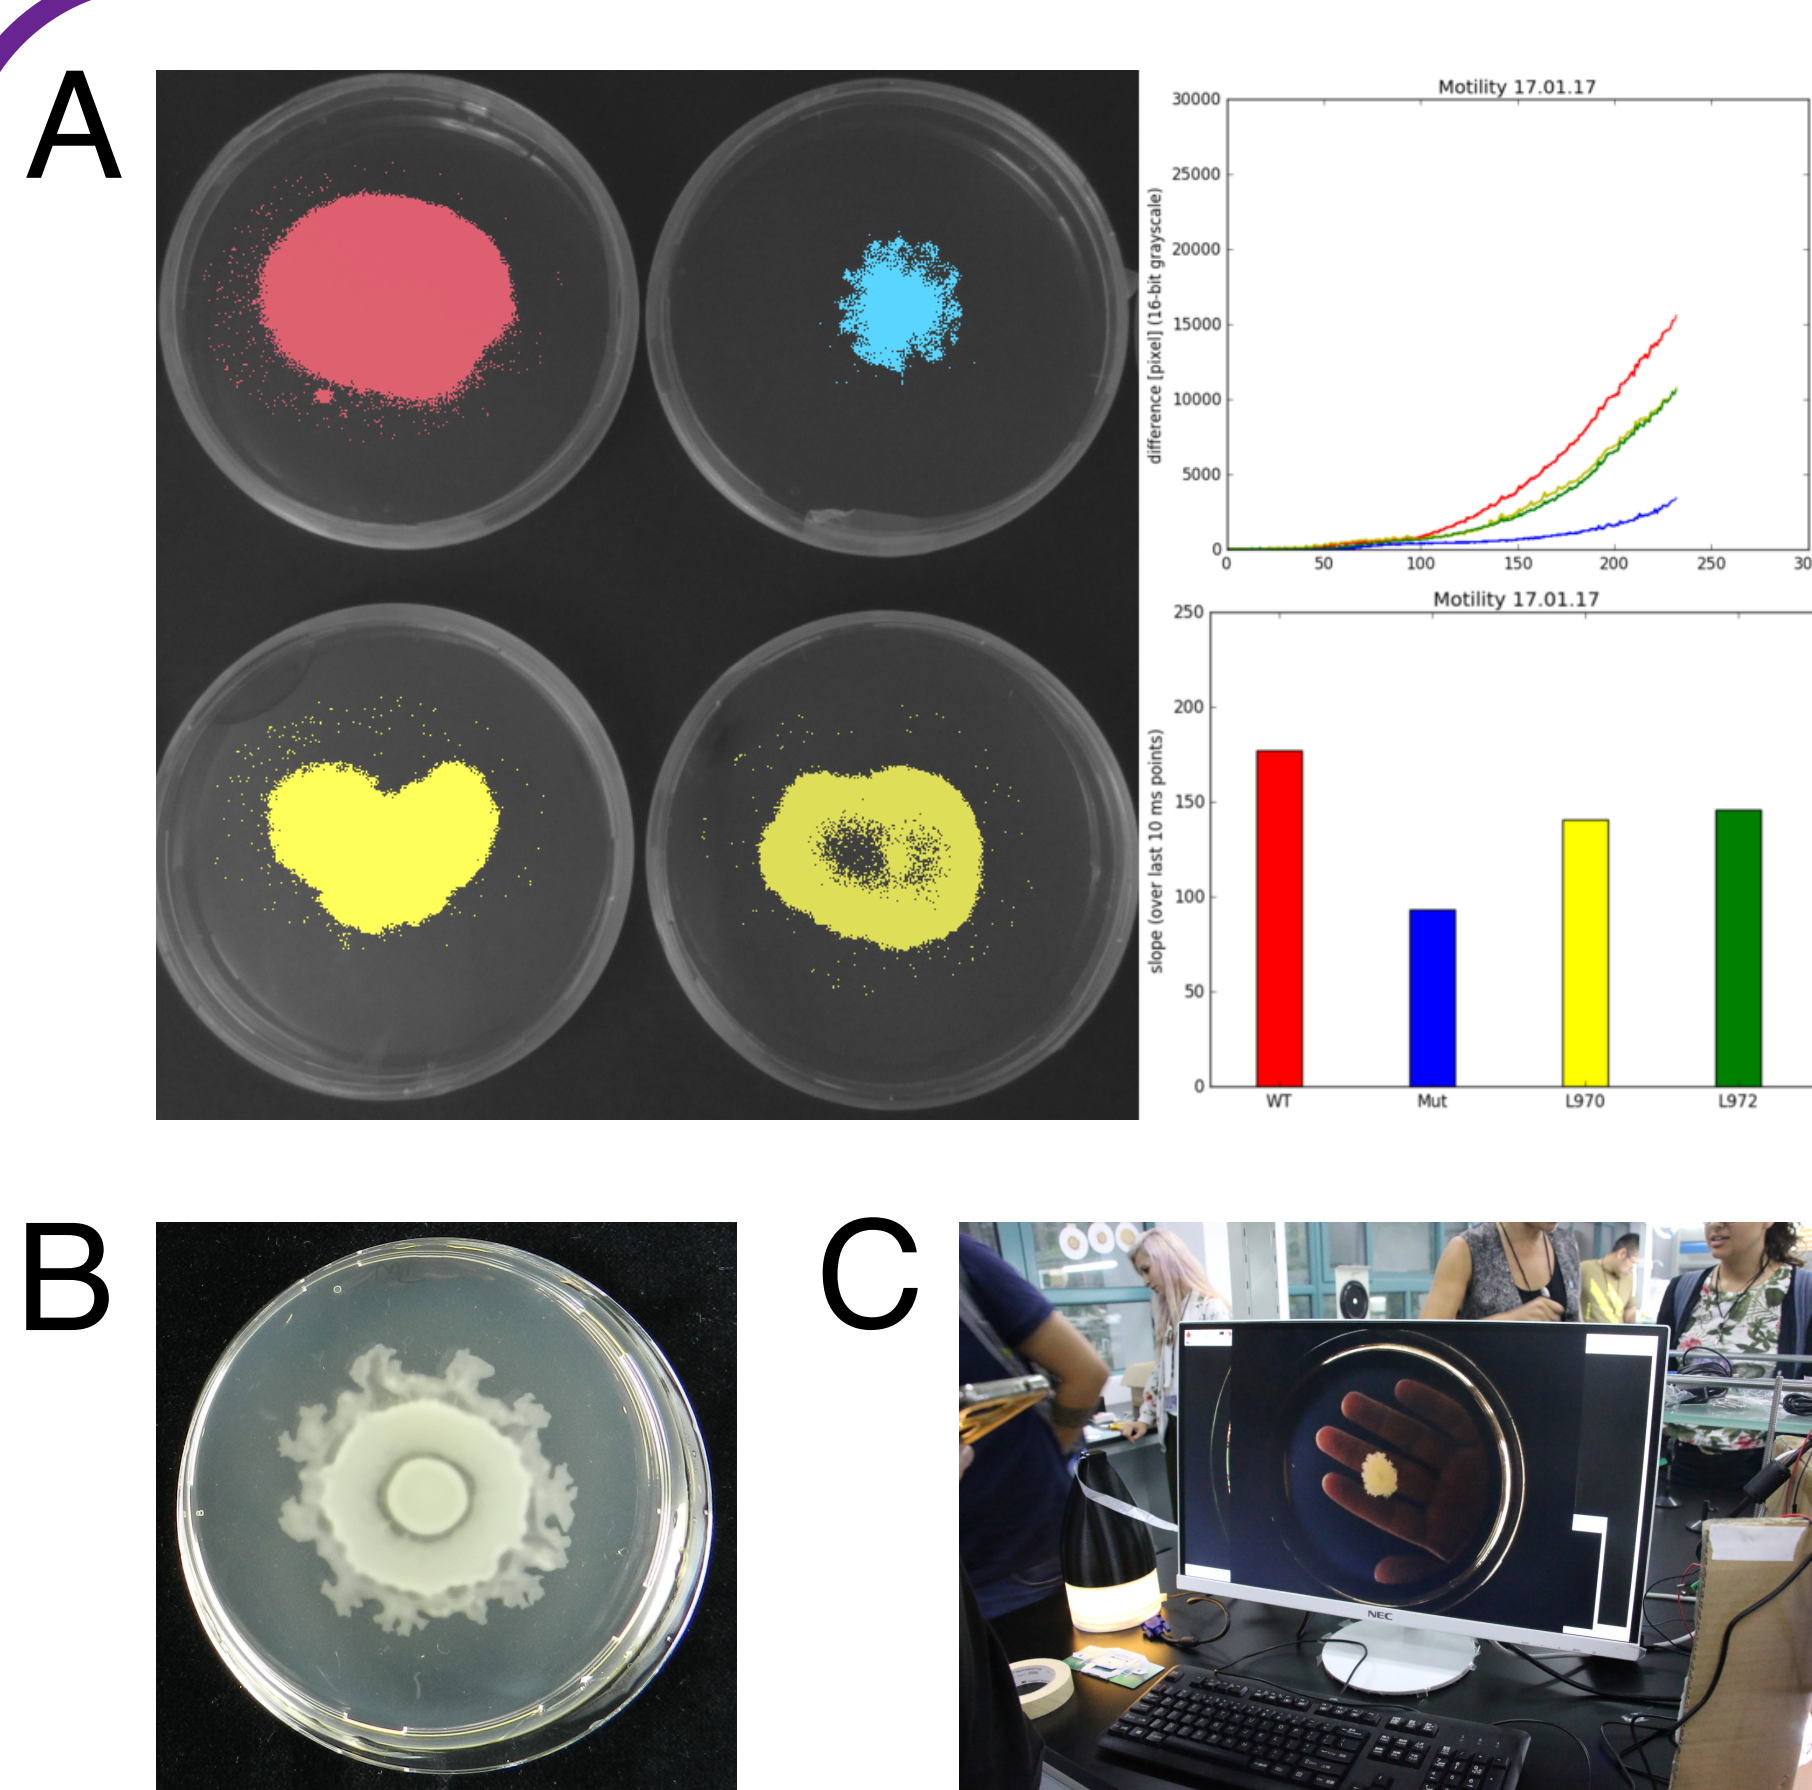 A
Motility 17.01.17
30000
25000
20000
15000
10000
5000
0
difference [pixel] (16-bit grayscale)
0 50 100 150 200 250 30
Motility 17.01.17
250
200
150
100
50
0
slope (over last 10 ms points)
WT Mut L970 L972
B
C
NEC